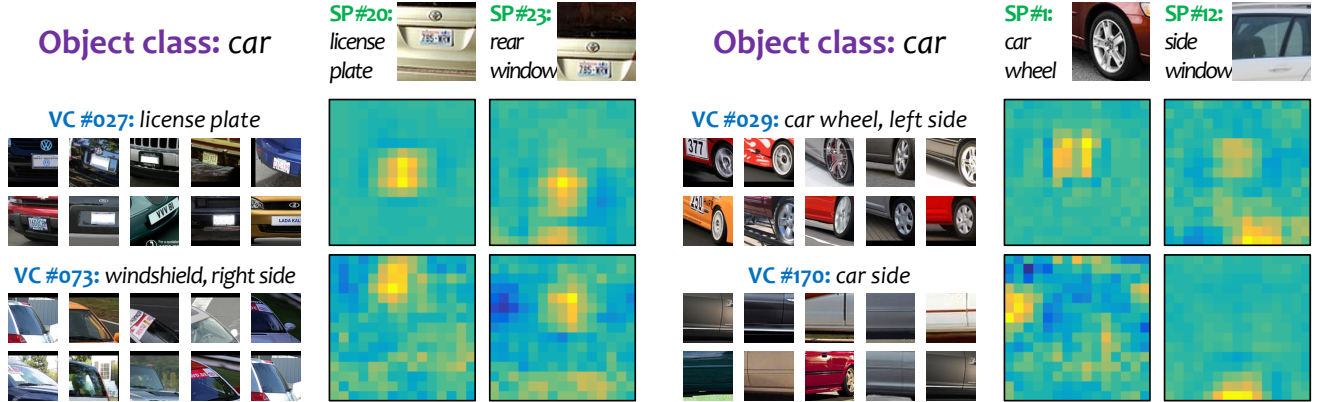 Object class: car
SP#20:
license
plate
SP#23:
rear
window
VC #027: license plate
VC #073: windshield, right side
Object class: car
SP#1:
car
wheel
SP#12:
side
window
VC #029: car wheel, left side
377
VC #170: car side